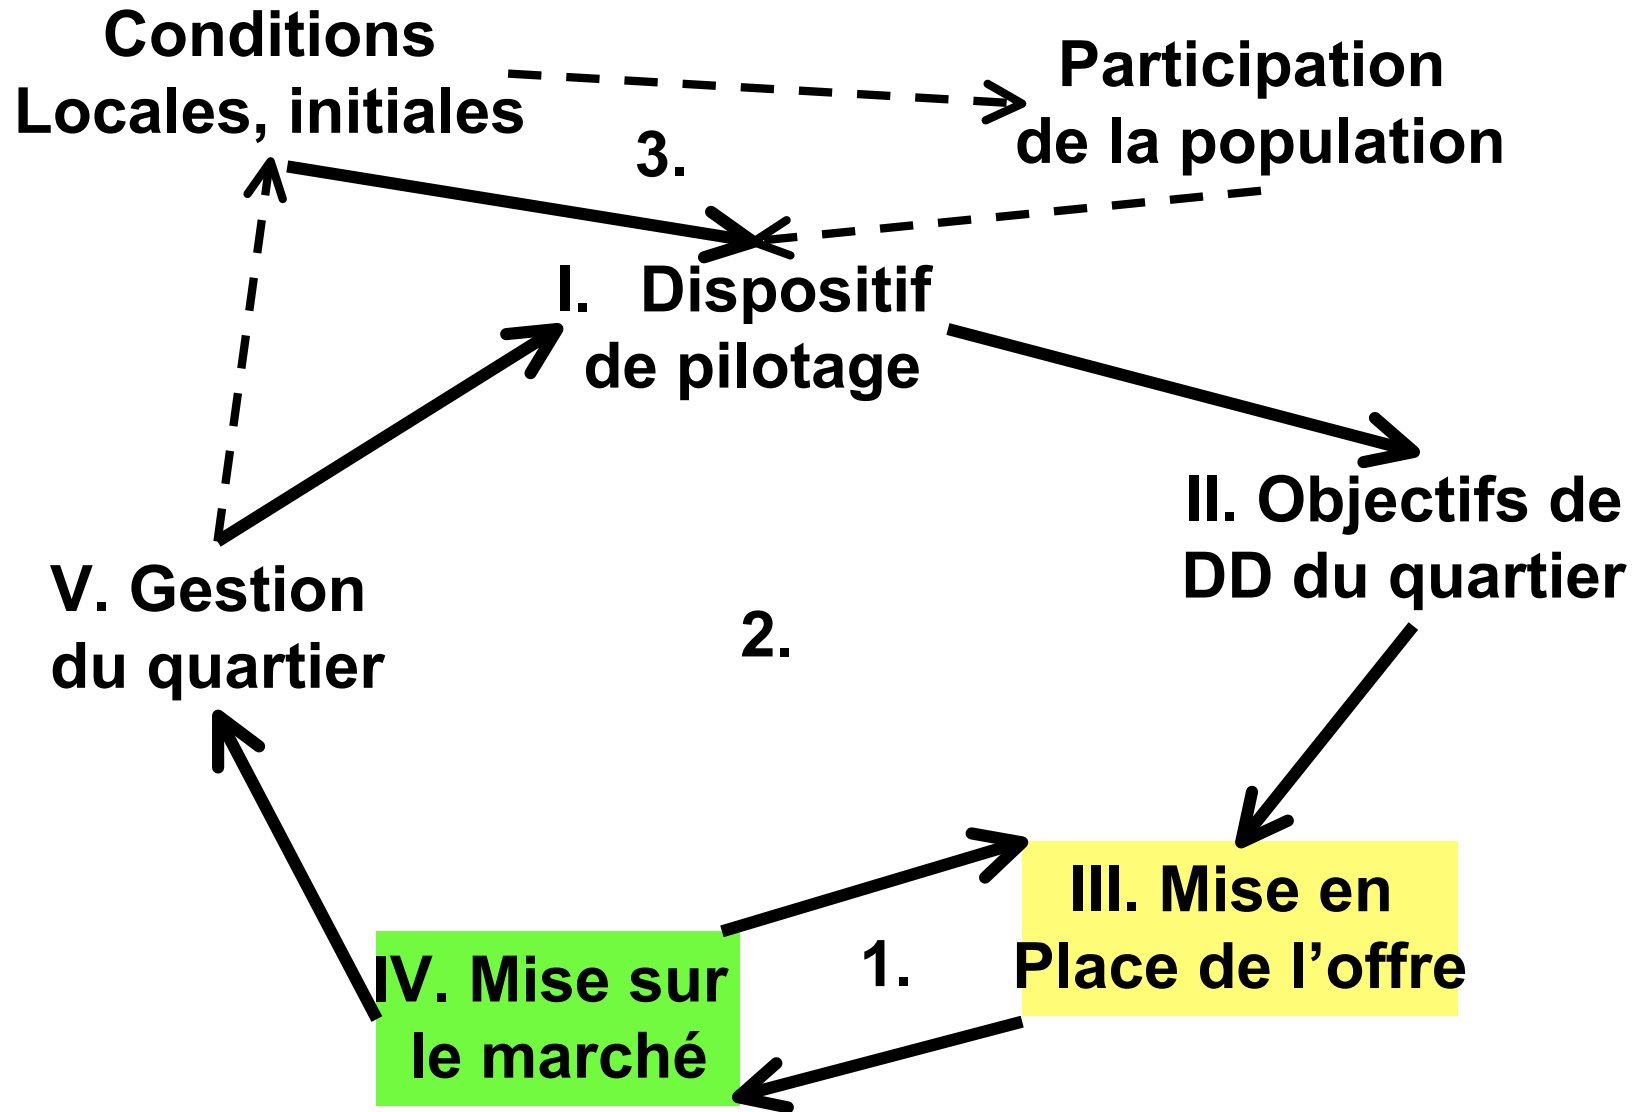 Conditions
Locales, initiales
Participation
de la population
3.
I. Dispositif
de pilotage
II. Objectifs de
DD du quartier
V. Gestion
du quartier
2.
III. Mise en
Place de l’offre
1.
IV. Mise sur
le marché